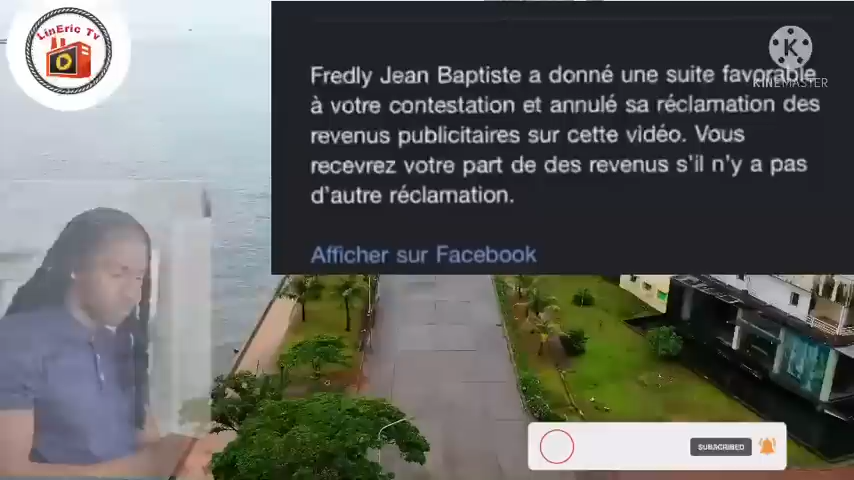 LinEric Tv
K
KINEMASTER
Fredly Jean Baptiste a donné une suite favorable
à votre contestation et annulé sa réclamation des
revenus publicitaires sur cette vidéo. Vous
recevrez votre part de des revenus s'il n'y a pas
d'autre réclamation.
Afficher sur Facebook
SUBSCRIBED